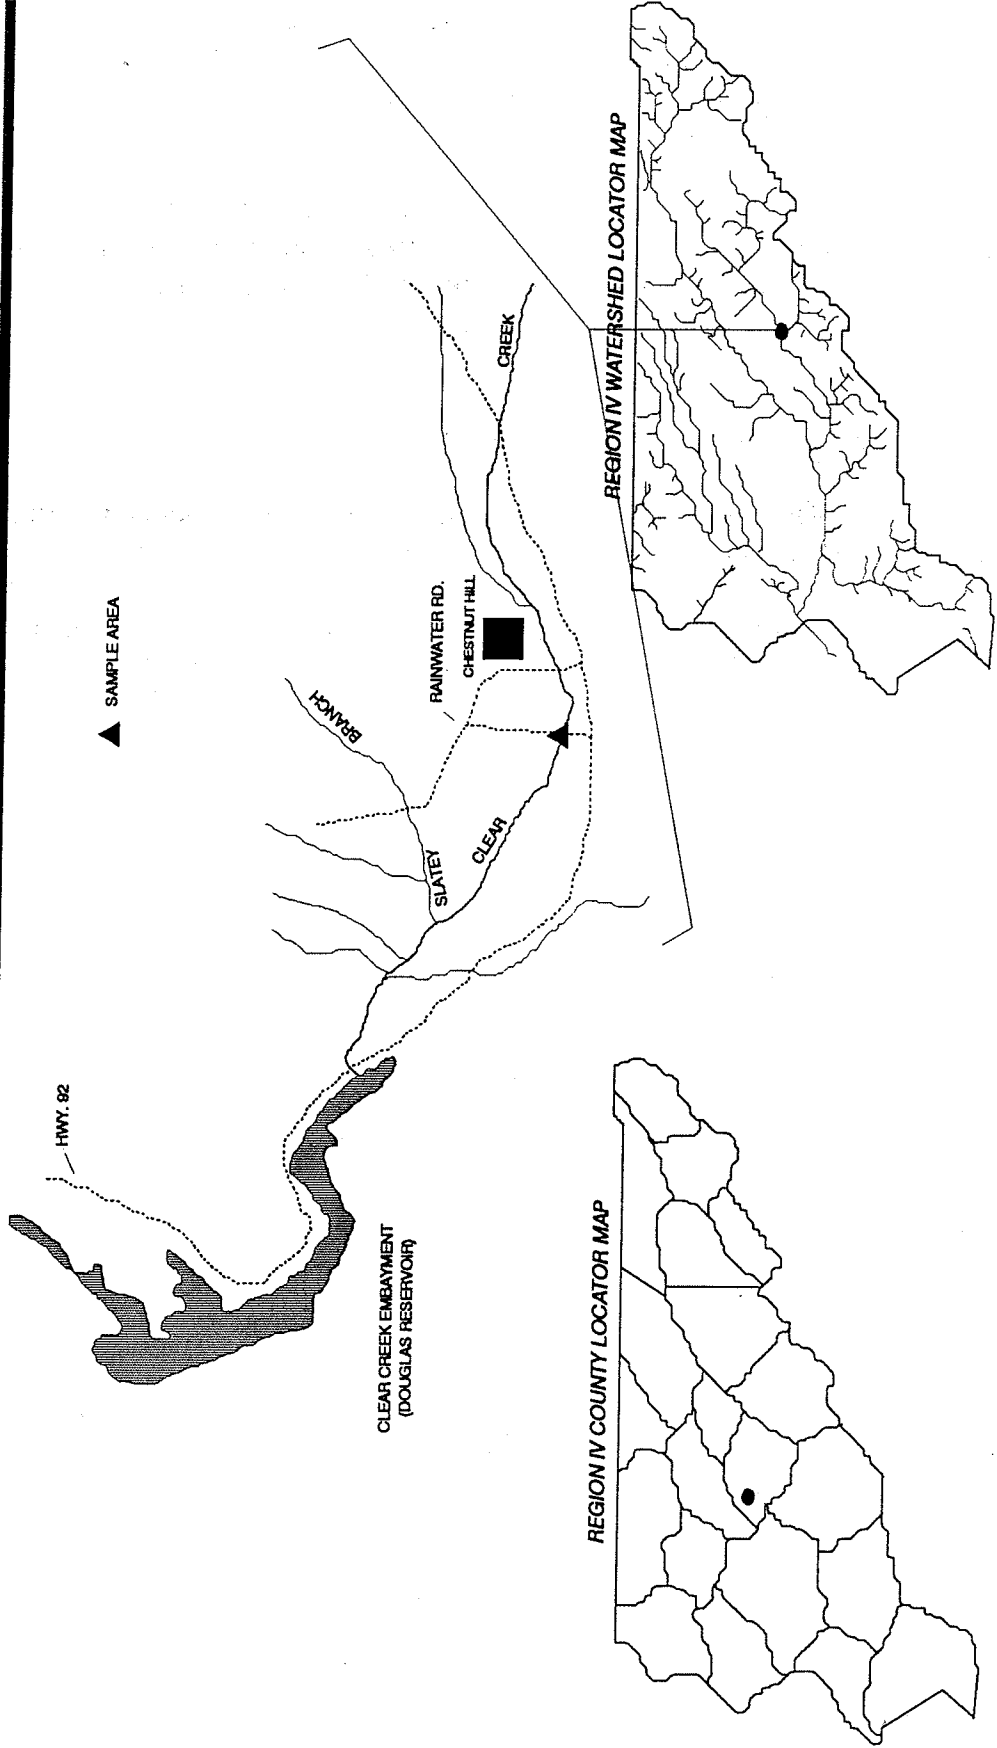 HWY. 92
SAMPLE AREA
CLEAR CREEK EMBAYMENT
(DOUGLAS RESERVOIR)
SLATEY
BRANCH
RAINWATER RD.
CHESTNUT HILL
CLEAR
CREEK
REGION IV COUNTY LOCATOR MAP
REGION IV WATERSHED LOCATOR MAP